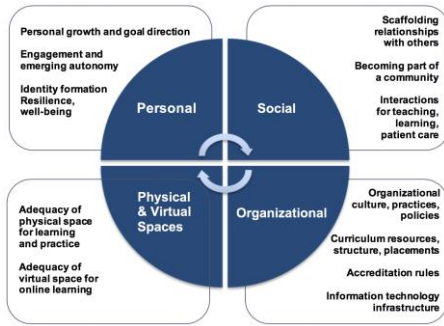 Personal growth and goal direction
Engagement and
emerging autonomy
Identity formation
Resilience,
well-being
Personal
Social
Scaffolding
relationships
with others
Becoming part of
a community
Interactions
for teaching,
learning,
patient care
Physical
& Virtual
Spaces
Organizational
Adequacy of
physical space
for learning
and practice
Adequacy of
virtual space for
online learning
Organizational
culture, practices,
policies
Curriculum resources,
structure, placements
Accreditation rules
Information technology
infrastructure